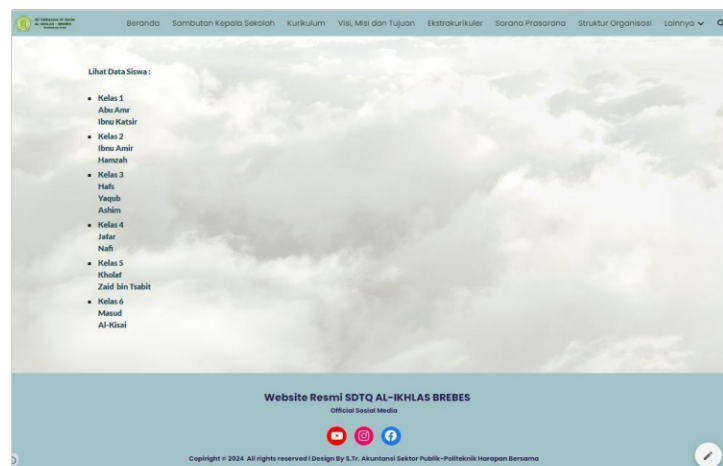 Beranda Sambutan Kepala Sekolah Kurikulum Visi, Misi dan Tujuan Ekstrakurikuler Sarana Prasarana Struktur Organisasi Lainnya
Lihat Data Siswa :
Kelas 1
Abu Amr
Ibnu Katsir
Kelas 2
Ibnu Amir
Hamzah
Kelas 3
Hafs
Yaqub
Ashim
Kelas 4
Jafar
Nafi
Kelas 5
Kholaf
Zaid bin Tsabit
Kelas 6
Masud
Al-Kisai
Website Resmi SDTQ AL-IKHLAS BREBES
Official Sosial Media
Copiright © 2024 All rights reserved I Design By S.Tr. Akuntansi Sektor Publik-Politeknik Harapan Bersama